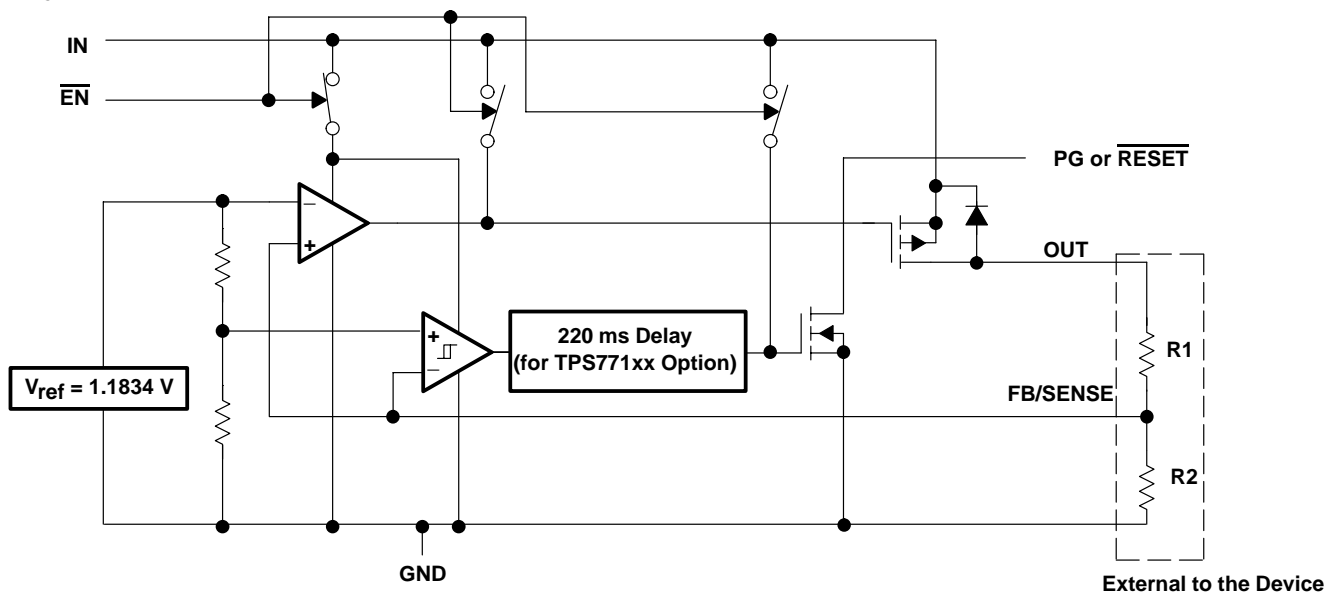 IN
EN
PG or RESET
OUT
R1
220 ms Delay
(for TPS771xx Option)
Vref = 1.1834 V
FB/SENSE
R2
GND
External to the Device